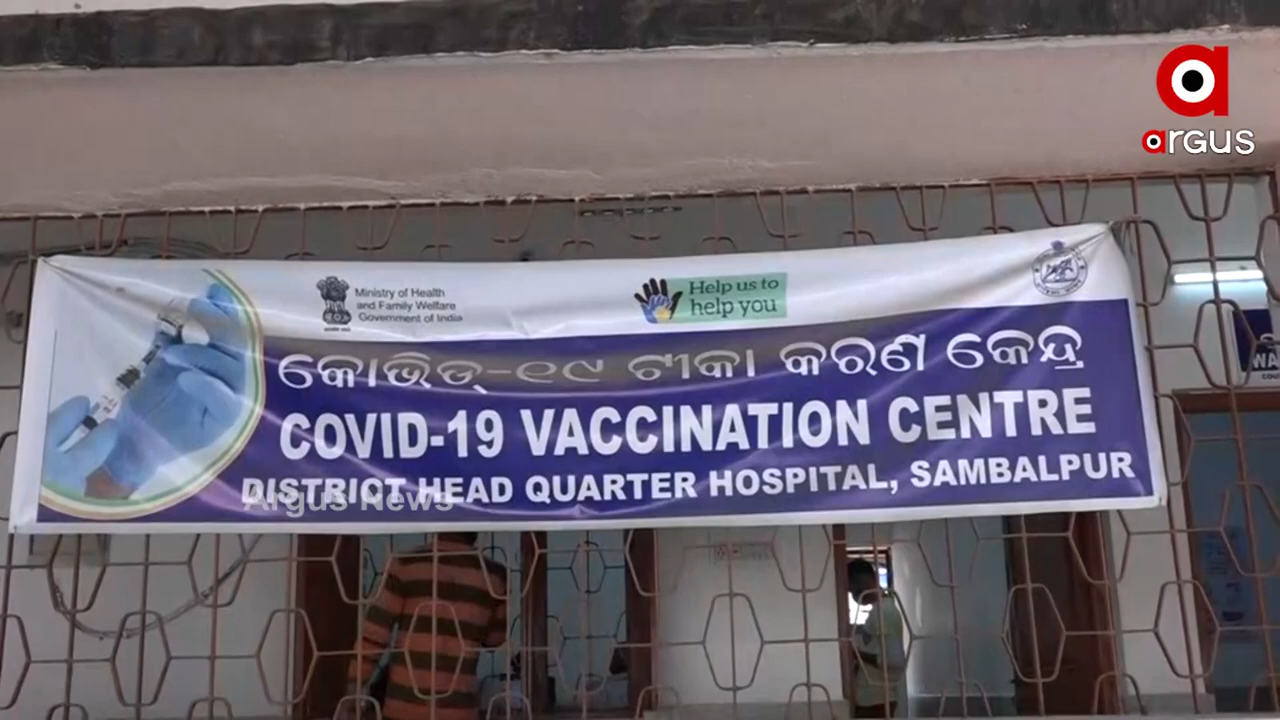 argus
Ministry of Health
and Family Welfare
Government of India
Help us to
help you
କୋଭିଡ୍-୧୯ ଟୀକା କରଣ କେନ୍ଦ୍ର
COVID-19 VACCINATION CENTRE
DISTRICT HEAD QUARTER HOSPITAL, SAMBALPUR
Argus News